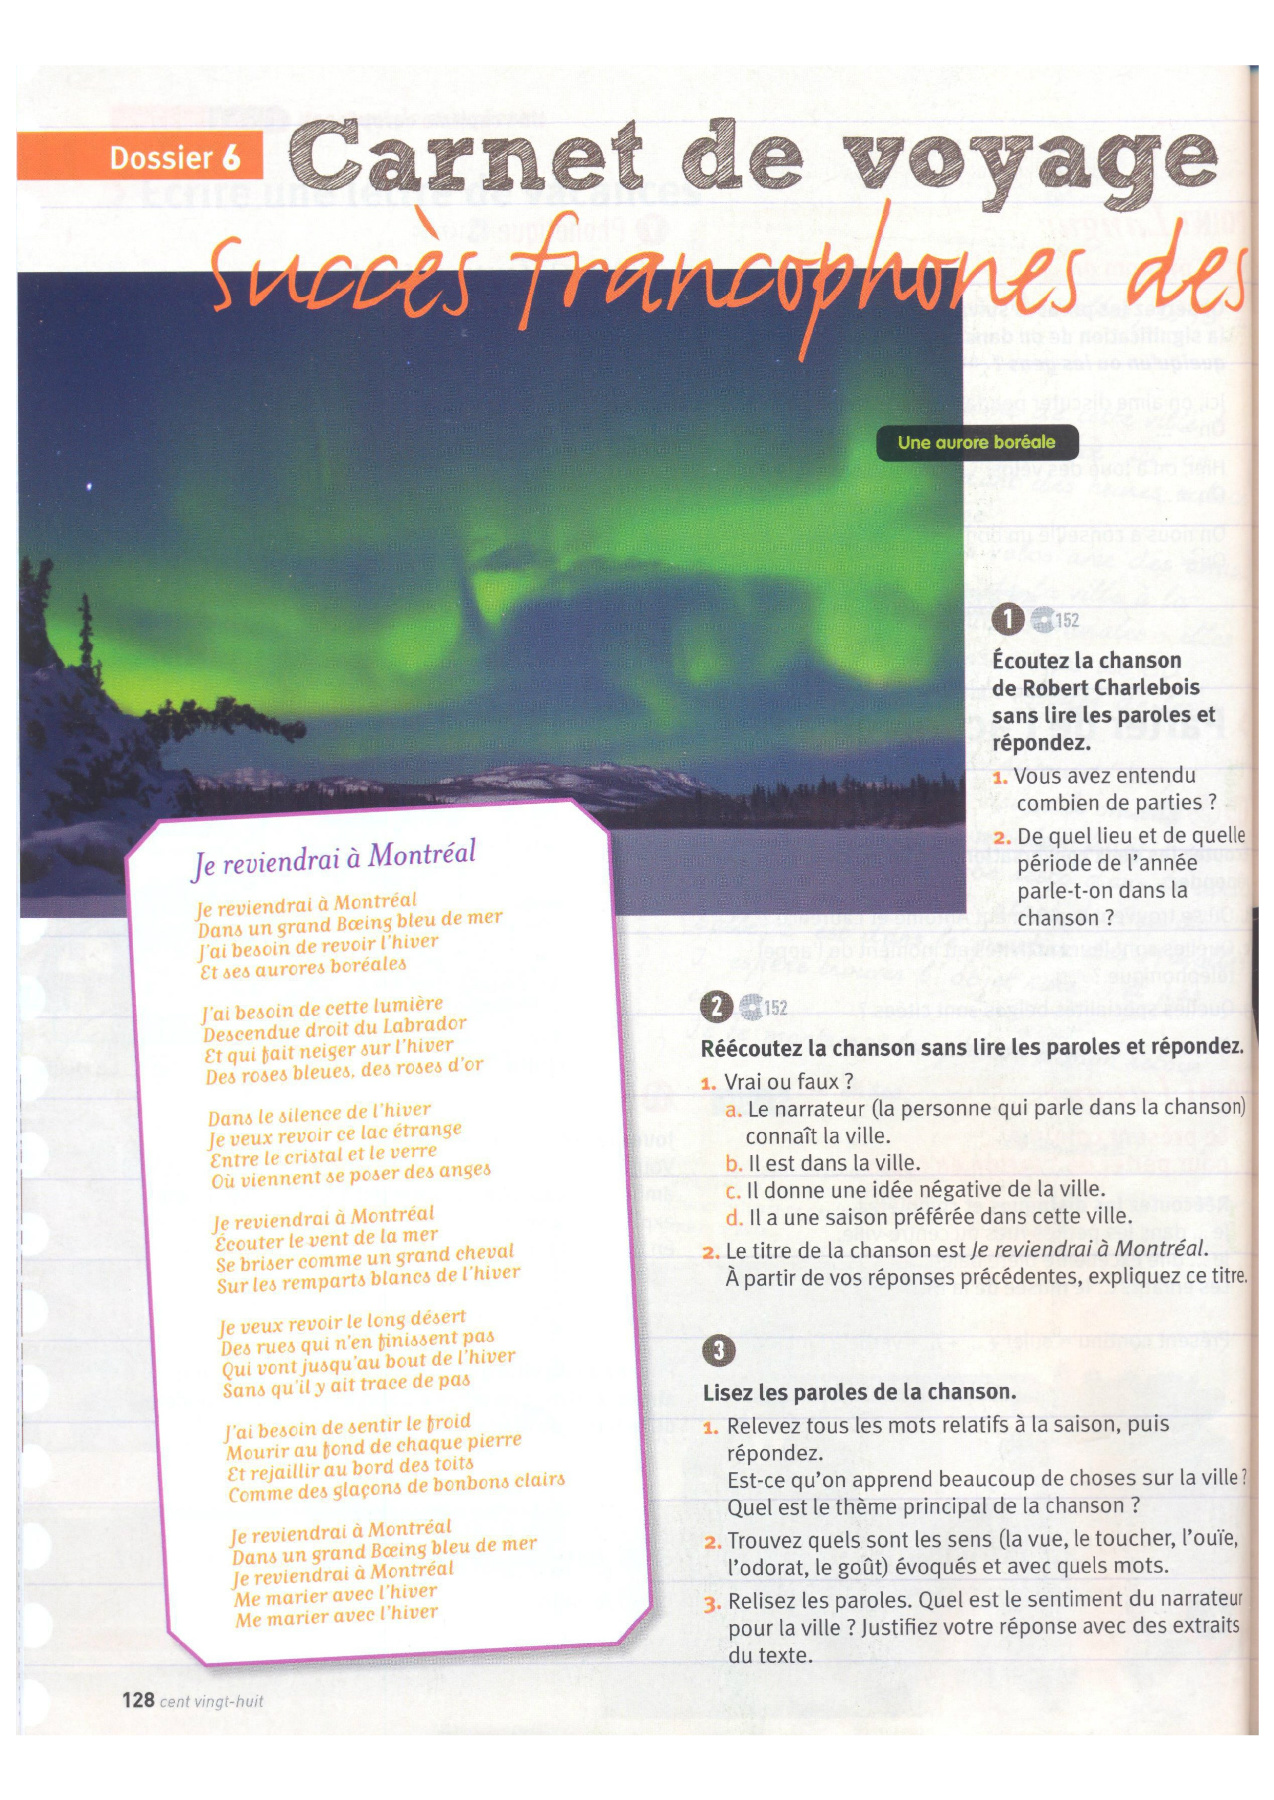 Dossier 6
Carnet de voyage
succès francophones des
Une aurore boréale
Je reviendrai à Montréal
Je reviendrai à Montréal
Dans un grand Bœing bleu de mer
J'ai besoin de revoir l'hiver
Et ses aurores boréales
J'ai besoin de cette lumière
Descendue droit du Labrador
Et qui fait neiger sur l'hiver
Des roses bleues, des roses d'or
Dans le silence de l'hiver
Je veux revoir ce lac étrange
Entre le cristal et le verre
Où viennent se poser des anges
Je reviendrai à Montréal
Écouter le vent de la mer
Se briser comme un grand cheval
Sur les remparts blancs de l'hiver
Je veux revoir le long désert
Des rues qui n'en finissent pas
Qui vont jusqu'au bout de l'hiver
Sans qu'il y ait trace de pas
J'ai besoin de sentir le froid
Mourir au fond de chaque pierre
Et rejaillir au bord des toits
Comme des glaçons de bonbons clairs
Je reviendrai à Montréal
Dans un grand Bœing bleu de mer
Je reviendrai à Montréal
Me marier avec l'hiver
Me marier avec l'hiver
1 152
Écoutez la chanson
de Robert Charlebois
sans lire les paroles et
répondez.
1. Vous avez entendu
combien de parties ?
2. De quel lieu et de quelle
période de l'année
parle-t-on dans la
chanson ?
2 152
Réécoutez la chanson sans lire les paroles et répondez.
1. Vrai ou faux ?
a. Le narrateur (la personne qui parle dans la chanson)
connaît la ville.
b. Il est dans la ville.
c. Il donne une idée négative de la ville.
d. Il a une saison préférée dans cette ville.
2. Le titre de la chanson est Je reviendrai à Montréal.
À partir de vos réponses précédentes, expliquez ce titre.
3
Lisez les paroles de la chanson.
1. Relevez tous les mots relatifs à la saison, puis
répondez.
Est-ce qu'on apprend beaucoup de choses sur la ville ?
Quel est le thème principal de la chanson ?
2. Trouvez quels sont les sens (la vue, le toucher, l'ouïe,
l'odorat, le goût) évoqués et avec quels mots.
3. Relisez les paroles. Quel est le sentiment du narrateur
pour la ville ? Justifiez votre réponse avec des extraits
du texte.
128 cent vingt-huit